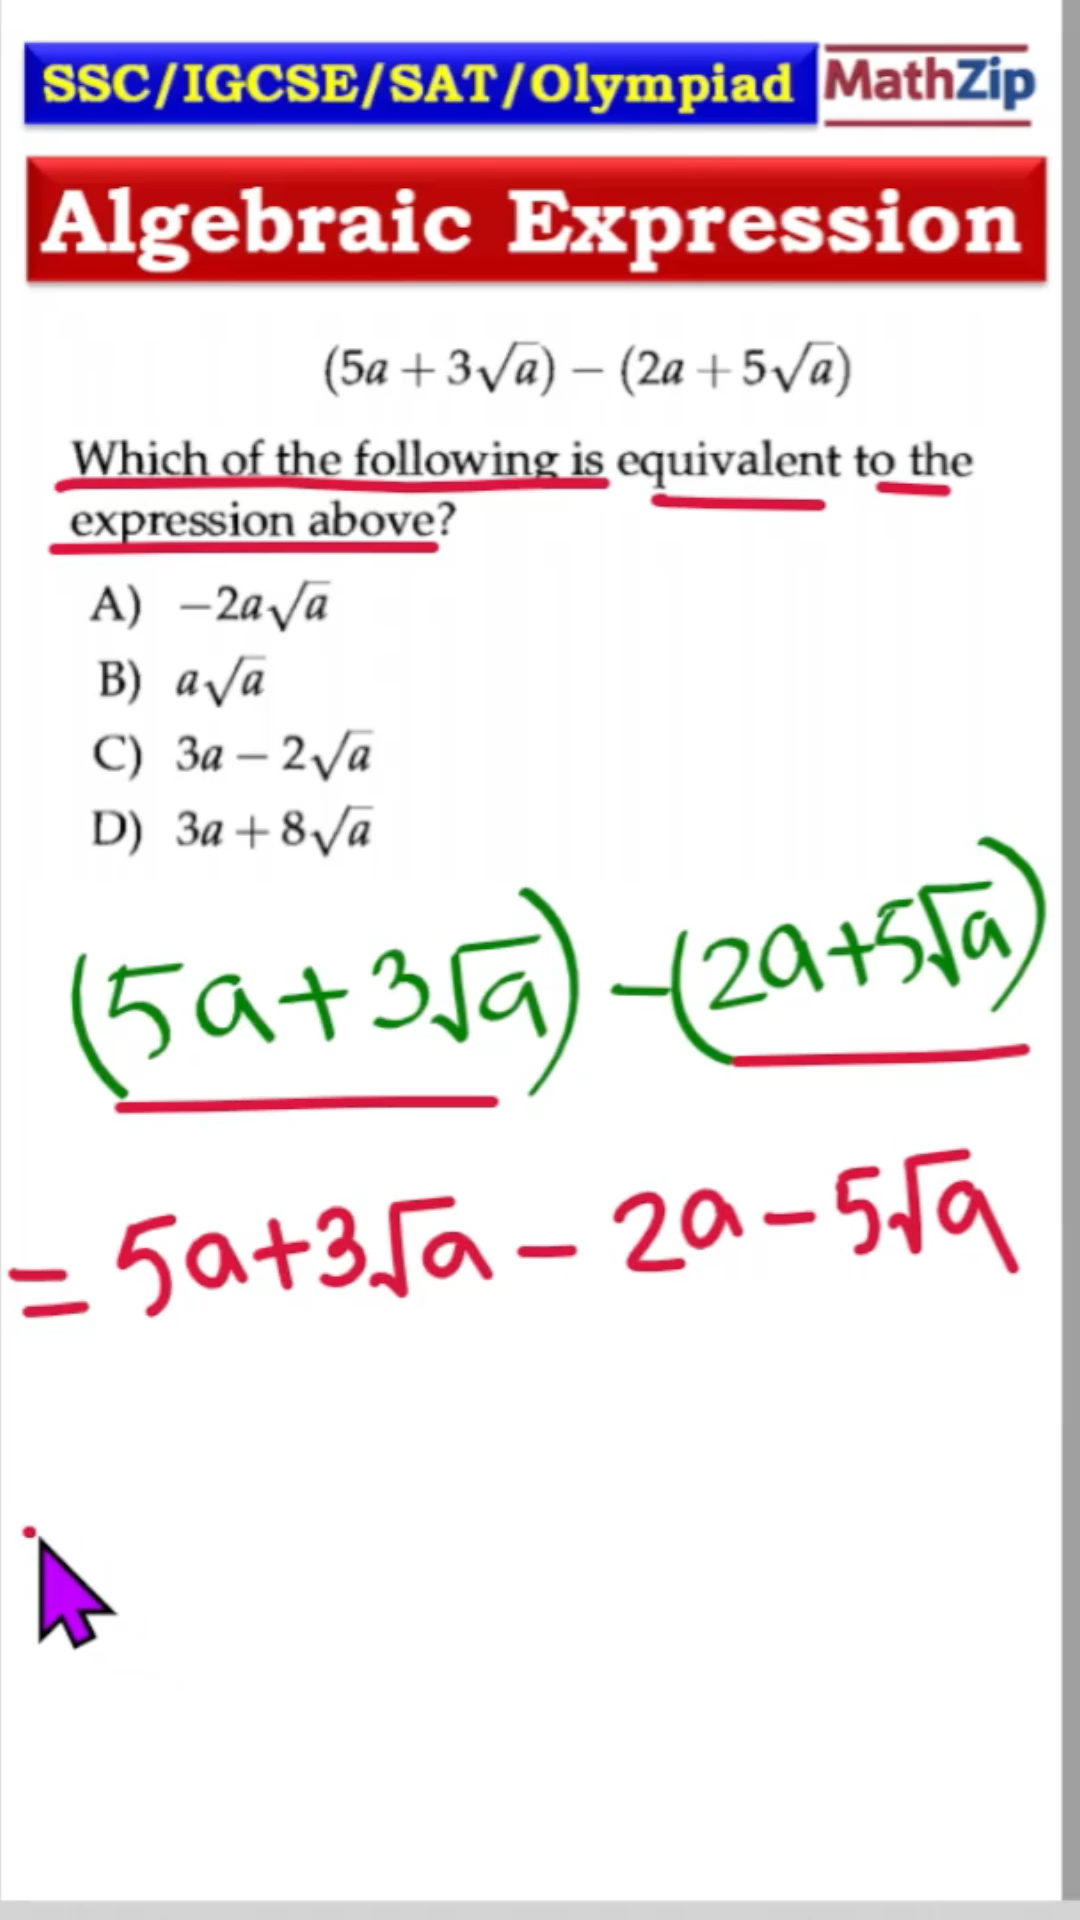 SSC/IGCSE/SAT/Olympiad MathZip
Algebraic Expression
(5a + 3√a) − (2a + 5√a)
Which of the following is equivalent to the
expression above?
A) −2a√a
B) a√a
C) 3a − 2√a
D) 3a + 8√a
(5a+3√a) −(2a+5√a)
= 5a+3√a − 2a − 5√a